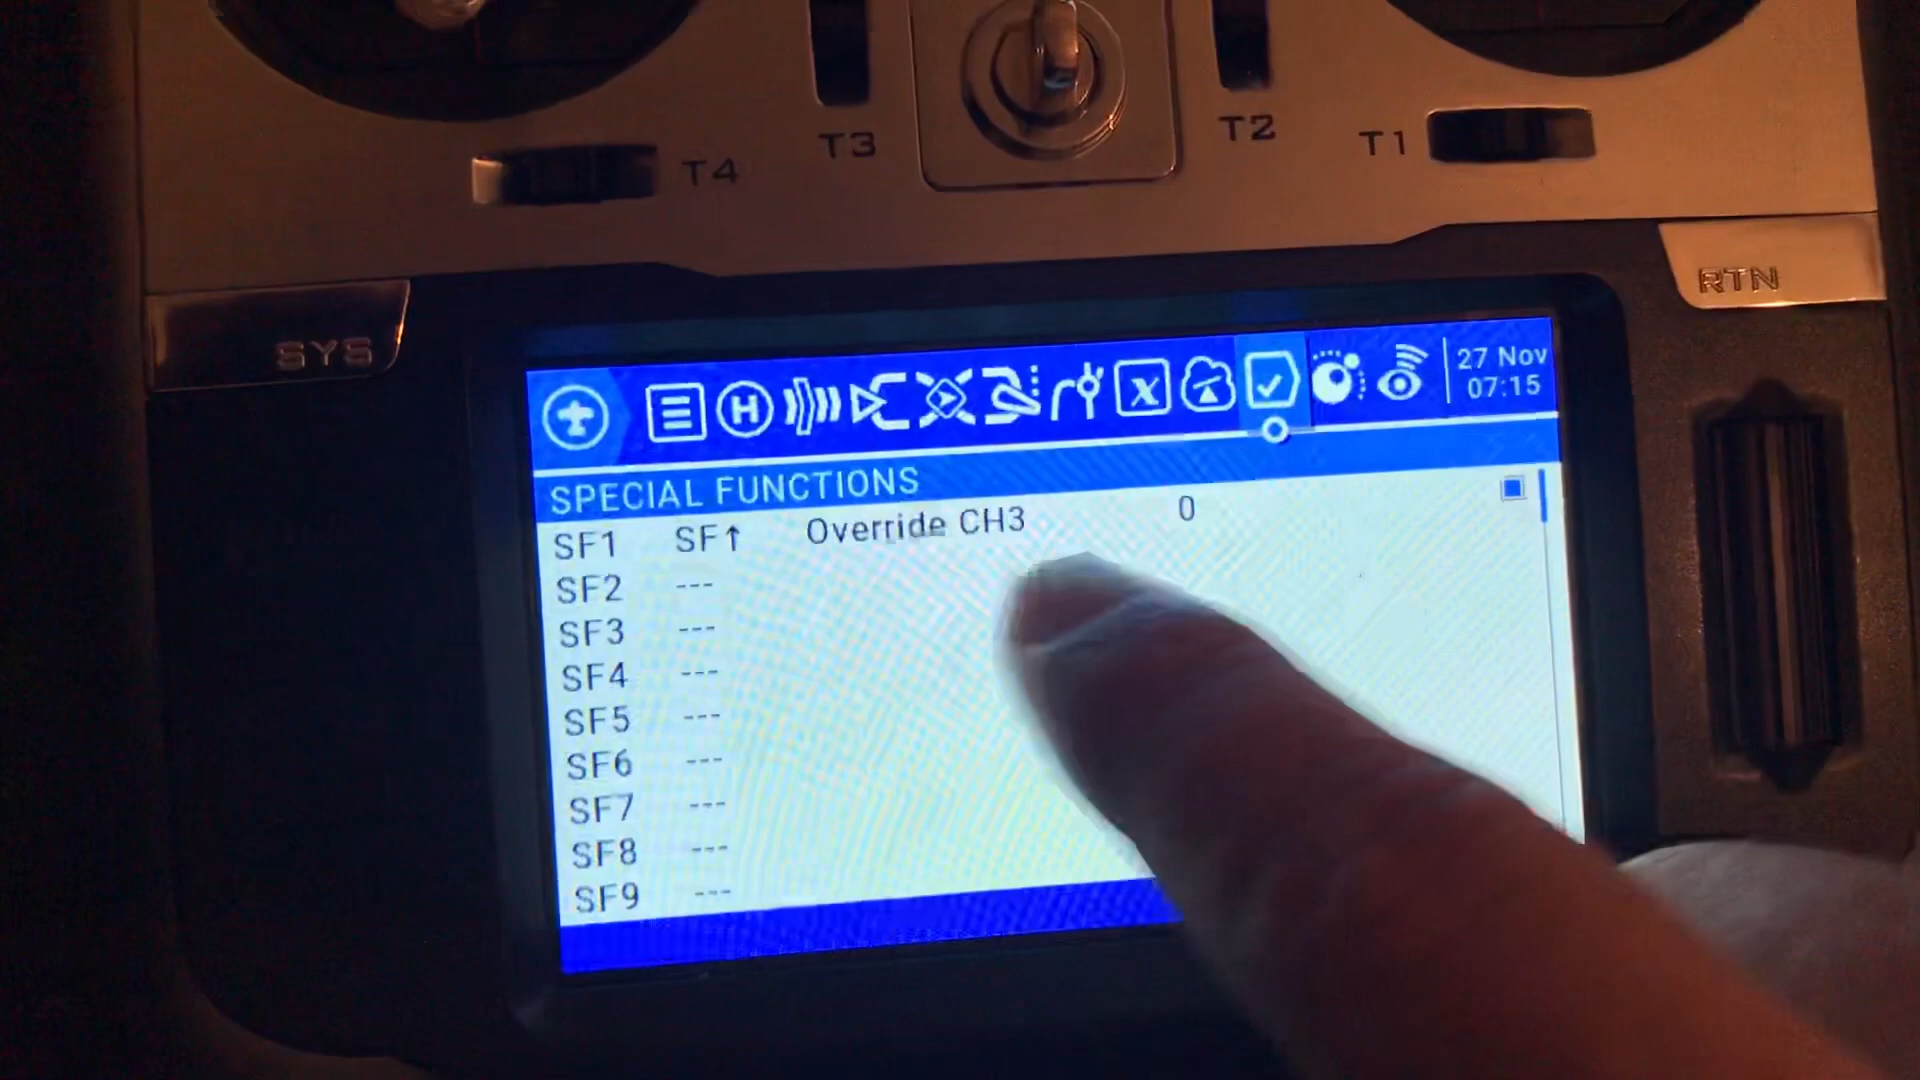 T4
T3
T2
T1
SYS
RTN
H
x
27 Nov
07:15
SPECIAL FUNCTIONS
SF1 SF↑ Override CH3 0
SF2 ---
SF3 ---
SF4 ---
SF5 ---
SF6 ---
SF7 ---
SF8 ---
SF9 ---